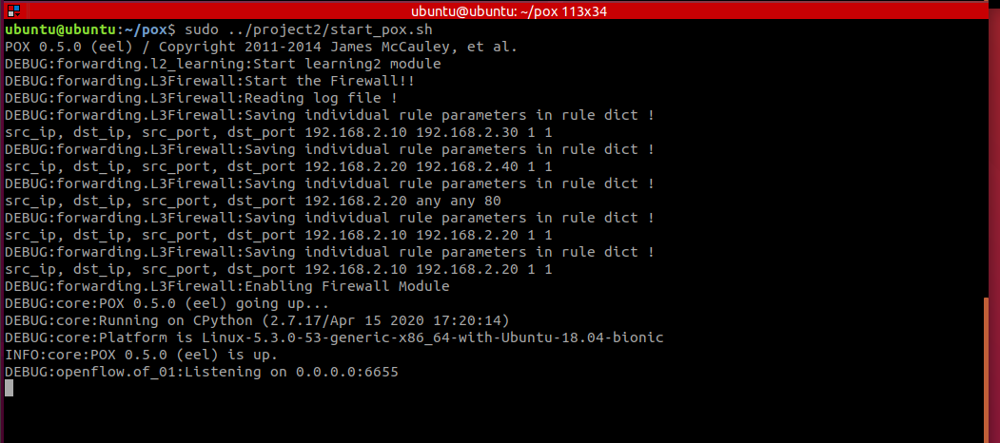 ubuntu@ubuntu: ~/pox 113x34
ubuntu@ubuntu:~/pox$ sudo ../project2/start_pox.sh
POX 0.5.0 (eel) / Copyright 2011-2014 James McCauley, et al.
DEBUG:forwarding.l2_learning:Start learning2 module
DEBUG:forwarding.L3Firewall:Start the Firewall!!
DEBUG:forwarding.L3Firewall:Reading log file !
DEBUG:forwarding.L3Firewall:Saving individual rule parameters in rule dict !
src_ip, dst_ip, src_port, dst_port 192.168.2.10 192.168.2.30 1 1
DEBUG:forwarding.L3Firewall:Saving individual rule parameters in rule dict !
src_ip, dst_ip, src_port, dst_port 192.168.2.20 192.168.2.40 1 1
DEBUG:forwarding.L3Firewall:Saving individual rule parameters in rule dict !
src_ip, dst_ip, src_port, dst_port 192.168.2.20 any any 80
DEBUG:forwarding.L3Firewall:Saving individual rule parameters in rule dict !
src_ip, dst_ip, src_port, dst_port 192.168.2.10 192.168.2.20 1 1
DEBUG:forwarding.L3Firewall:Saving individual rule parameters in rule dict !
src_ip, dst_ip, src_port, dst_port 192.168.2.10 192.168.2.20 1 1
DEBUG:forwarding.L3Firewall:Enabling Firewall Module
DEBUG:core:POX 0.5.0 (eel) going up...
DEBUG:core:Running on CPython (2.7.17/Apr 15 2020 17:20:14)
DEBUG:core:Platform is Linux-5.3.0-53-generic-x86_64-with-Ubuntu-18.04-bionic
INFO:core:POX 0.5.0 (eel) is up.
DEBUG:openflow.of_01:Listening on 0.0.0.0:6655